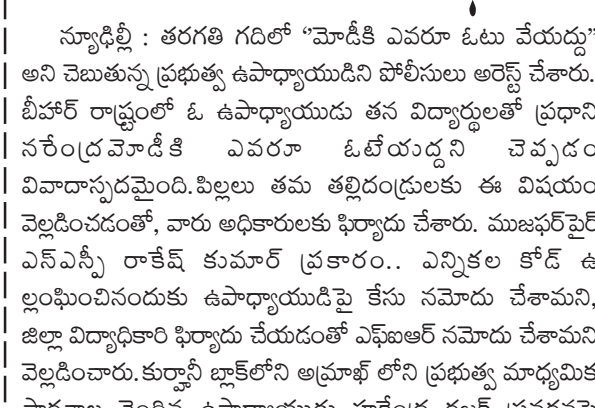 న్యూఢిల్లీ : తరగతి గదిలో ‘‘మోడీకి ఎవరూ ఓటు వేయద్దు’’
అని చెబుతున్న ప్రభుత్వ ఉపాధ్యాయుడిని పోలీసులు అరెస్ట్ చేశారు.
బీహార్ రాష్ట్రంలో ఓ ఉపాధ్యాయుడు తన విద్యార్థులతో ప్రధాని
నరేంద్రమోడీకి ఎవరూ ఓటేయద్దని చెవ్పడం
వివాదాస్పదమైంది.పిల్లలు తమ తల్లిదండ్రులకు ఈ విషయం
వెల్లడించడంతో, వారు అధికారులకు ఫిర్యాదు చేశారు. ముజఫర్‌పైర్
ఎస్ఎస్పీ రాకేష్ కుమార్ ప్రకారం.. ఎన్నికల కోడ్ ఉ
ల్లంఘించినందుకు ఉపాధ్యాయుడిపై కేసు నమోదు చేశామని,
జిల్లా విద్యాధికారి ఫిర్యాదు చేయడంతో ఎఫ్ఐఆర్ నమోదు చేశామని
వెల్లడించారు.కుర్హానీ బ్లాక్‌లోని అమ్రాఖ్ లోని ప్రభుత్వ మాధ్యమిక